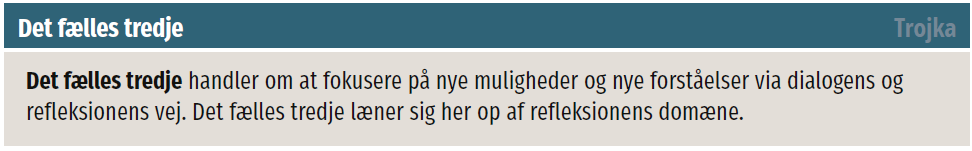 Det fælles tredje Trojka
Det fælles tredje handler om at fokusere på nye muligheder og nye forståelser via dialogens og
refleksionens vej. Det fælles tredje læner sig her op af refleksionens domæne.